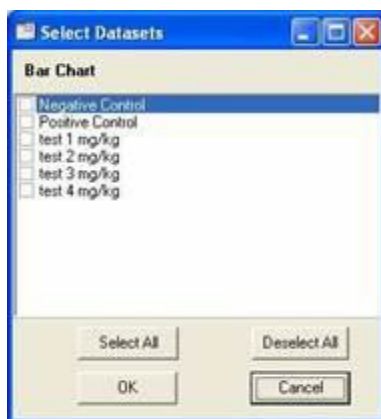 Select Datasets
Bar Chart
Negative Control
Positive Control
test 1 mg/kg
test 2 mg/kg
test 3 mg/kg
test 4 mg/kg
Select All
Deselect All
OK
Cancel